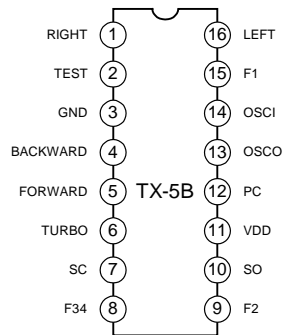 RIGHT 1 16 LEFT
TEST 2 15 F1
GND 3 14 OSCI
BACKWARD 4 13 OSCO
FORWARD 5 TX-5B 12 PC
TURBO 6 11 VDD
SC 7 10 SO
F34 8 9 F2